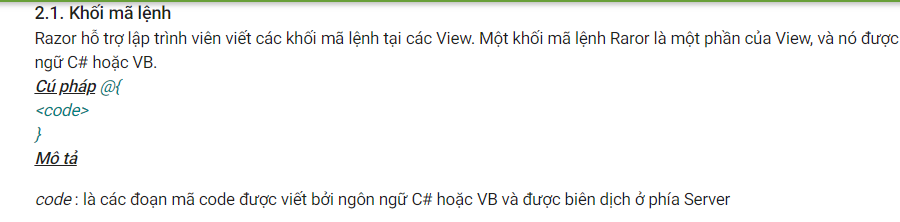 2.1. Khối mã lệnh
Razor hỗ trợ lập trình viên viết các khối mã lệnh tại các View. Một khối mã lệnh Raror là một phần của View, và nó được
ngữ C# hoặc VB.
Cú pháp @{
<code>
}
Mô tả
code : là các đoạn mã code được viết bởi ngôn ngữ C# hoặc VB và được biên dịch ở phía Server